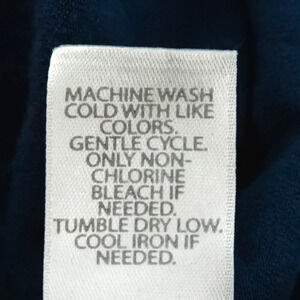 MACHINE WASH
COLD WITH LIKE
COLORS.
GENTLE CYCLE.
ONLY NON-
CHLORINE
BLEACH IF
NEEDED.
TUMBLE DRY LOW.
COOL IRON IF
NEEDED.